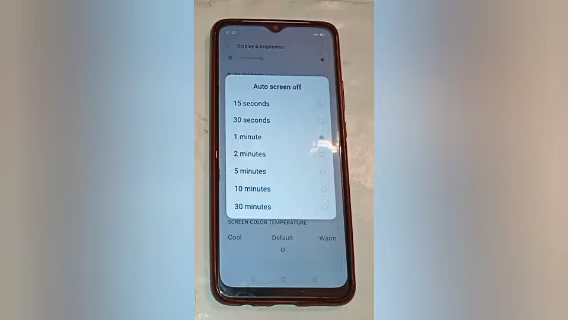 Display & brightness
Auto screen off
15 seconds
30 seconds
1 minute
2 minutes
5 minutes
10 minutes
30 minutes
SCREEN COLOR TEMPERATURE
Cool Default Warm